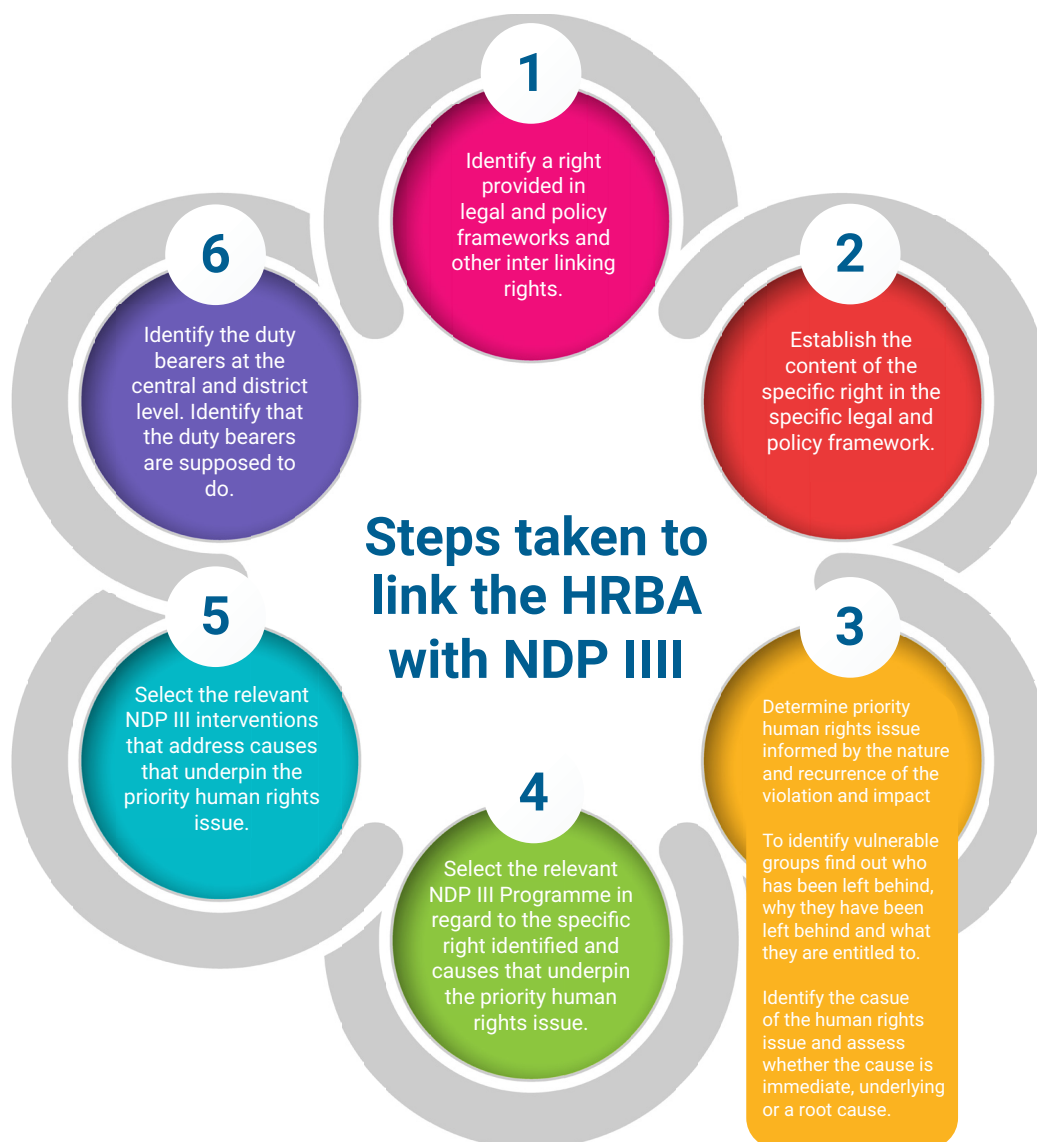 Steps taken to
link the HRBA
with NDP IIII
1
Identify a right
provided in
legal and policy
frameworks and
other inter linking
rights.
2
Establish the
content of the
specific right in the
specific legal and
policy framework.
3
Determine priority
human rights issue
informed by the nature
and recurrence of the
violation and impact
To identify vulnerable
groups find out who
has been left behind,
why they have been
left behind and what
they are entitled to.
Identify the casue
of the human rights
issue and assess
whether the cause is
immediate, underlying
or a root cause.
4
Select the relevant
NDP III Programme in
regard to the specific
right identified and
causes that underpin
the priority human
rights issue.
5
Select the relevant
NDP III interventions
that address causes
that underpin the
priority human rights
issue.
6
Identify the duty
bearers at the
central and district
level. Identify that
the duty bearers
are supposed to
do.